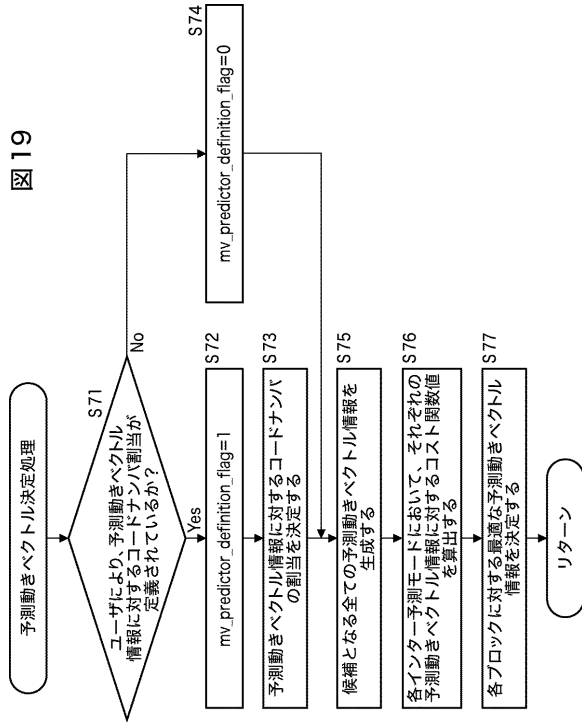 図19
予測動きベクトル決定処理
S71
ユーザにより、予測動きベクトル
情報に対するコードナンバ割当が
定義されているか?
No
Yes
S72
mv_predictor_definition_flag=1
S74
mv_predictor_definition_flag=0
S73
予測動きベクトル情報に対するコードナンバ
の割当を決定する
S75
候補となる全ての予測動きベクトル情報を
生成する
S76
各インター予測モードにおいて、それぞれの
予測動きベクトル情報に対するコスト関数値
を算出する
S77
各ブロックに対する最適な予測動きベクトル
情報を決定する
リターン